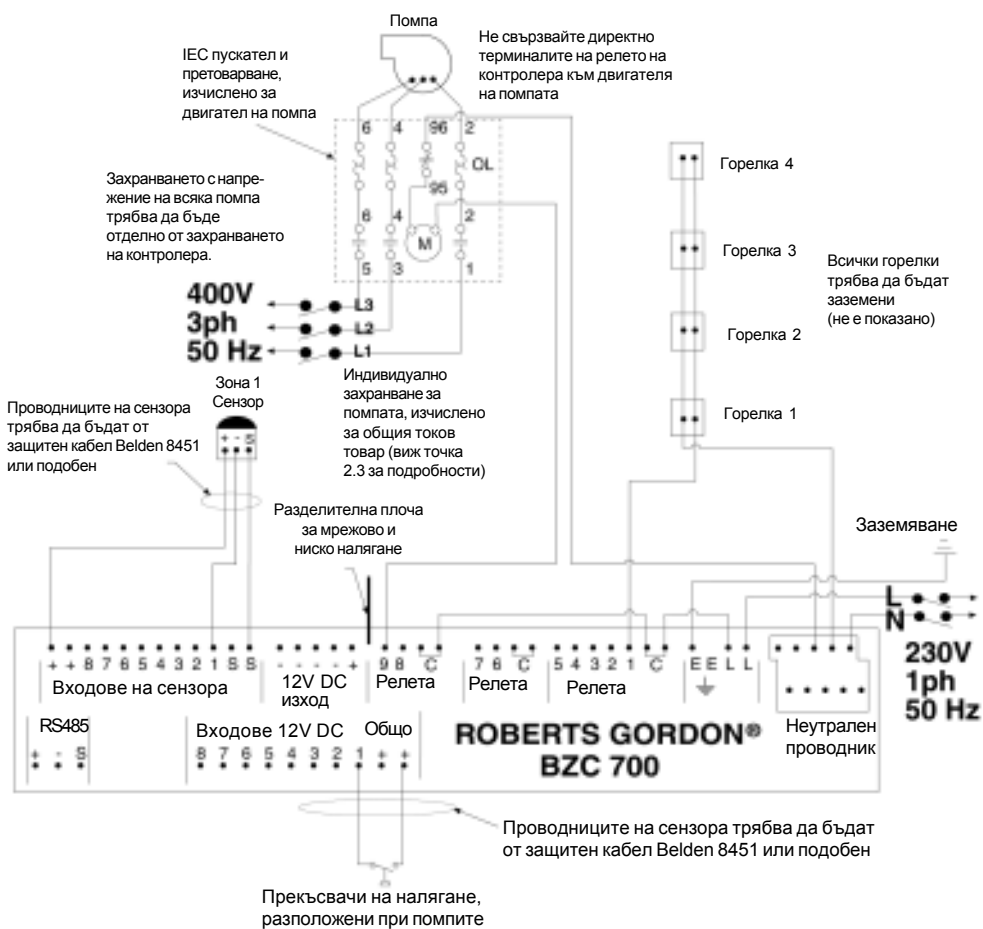 Помпа
IEC пускател и
претоварване,
изчислено за
двигател на помпа
Не свързвайте директно
терминалите на релето на
контролера към двигателя
на помпата
6 4 96 2
OL
95
6 4 2
M
5 3 1
Захранването с напре-
жение на всяка помпа
трябва да бъде
отделно от захранването
на контролера.
400V
3ph
50 Hz
L3
L2
L1
Горелка 4
Горелка 3
Горелка 2
Горелка 1
Всички горелки
трябва да бъдат
заземени
(не е показано)
Индивидуално
захранване за
помпата, изчислено
за общия токов
товар (виж точка
2.3 за подробности)
Зона 1
Сензор
+ - S
Проводниците на сензора
трябва да бъдат от
защитен кабел Belden 8451
или подобен
Разделителна плоча
за мрежово и
ниско налягане
Заземяване
L
N
230V
1ph
50 Hz
+ + 8 7 6 5 4 3 2 1 S S
Входове на сензора
- - - - +
12V DC
изход
9 8 C
Релета
7 6 C
Релета
5 4 3 2 1 C
Релета
E E L L
Неутрален
проводник
RS485
+ - S
Входове 12V DC
Общо
8 7 6 5 4 3 2 1 + +
ROBERTS GORDON®
BZC 700
Проводниците на сензора трябва да бъдат
от защитен кабел Belden 8451 или подобен
Прекъсвачи на налягане,
разположени при помпите